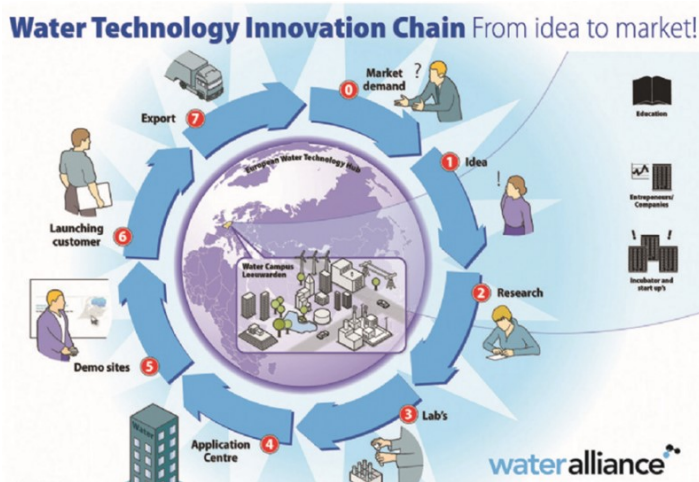 Water Technology Innovation Chain From idea to market!
0
Market
demand
?
1
Idea
!
2
Research
3
Lab's
4
Application
Centre
Water
5
Demo sites
6
Launching
customer
7
Export
European Water Technology Hub
Water Campus
Leeuwarden
Education
Entrepeneurs/
Companies
Incubator and
start up's
wateralliance